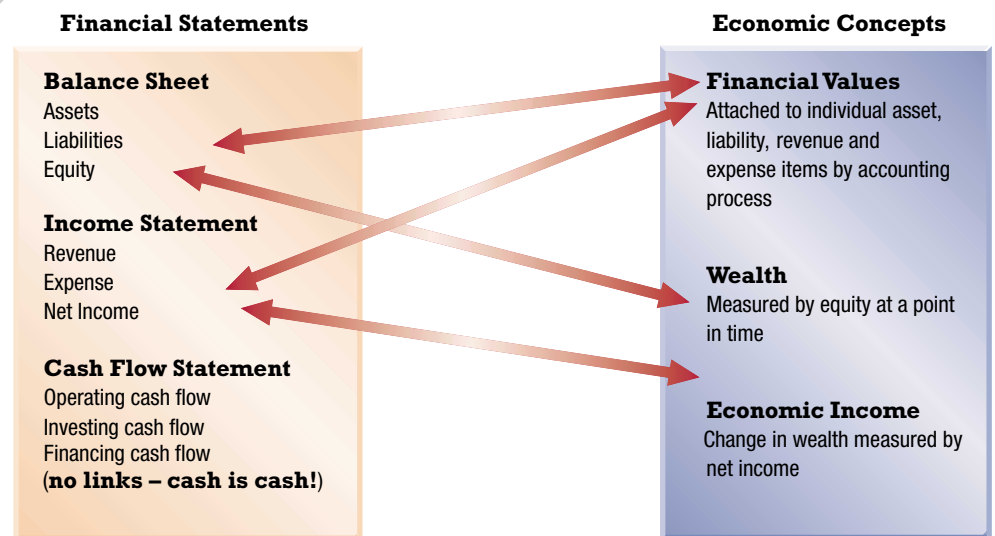 Financial Statements
Balance Sheet
Assets
Liabilities
Equity
Income Statement
Revenue
Expense
Net Income
Cash Flow Statement
Operating cash flow
Investing cash flow
Financing cash flow
(no links – cash is cash!)
Economic Concepts
Financial Values
Attached to individual asset,
liability, revenue and
expense items by accounting
process
Wealth
Measured by equity at a point
in time
Economic Income
Change in wealth measured by
net income